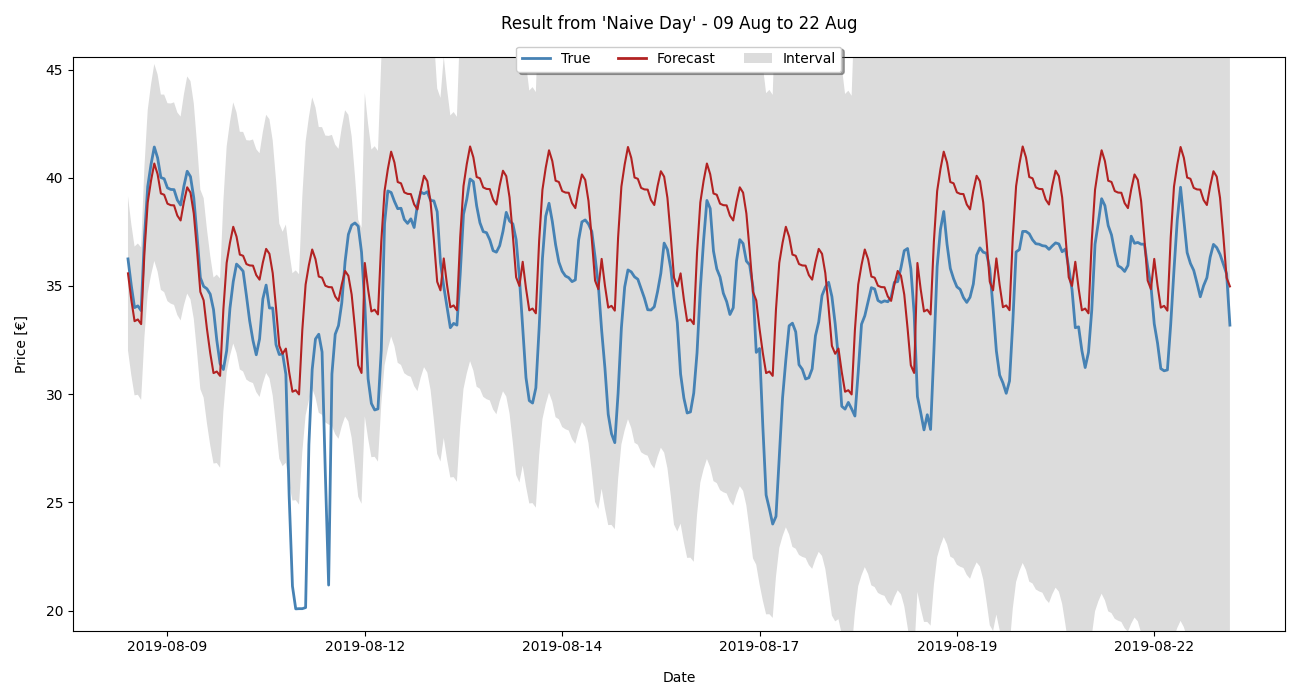 Result from 'Naive Day' - 09 Aug to 22 Aug
True Forecast Interval
45
40
35
30
25
20
Price [€]
2019-08-09 2019-08-12 2019-08-14 2019-08-17 2019-08-19 2019-08-22
Date